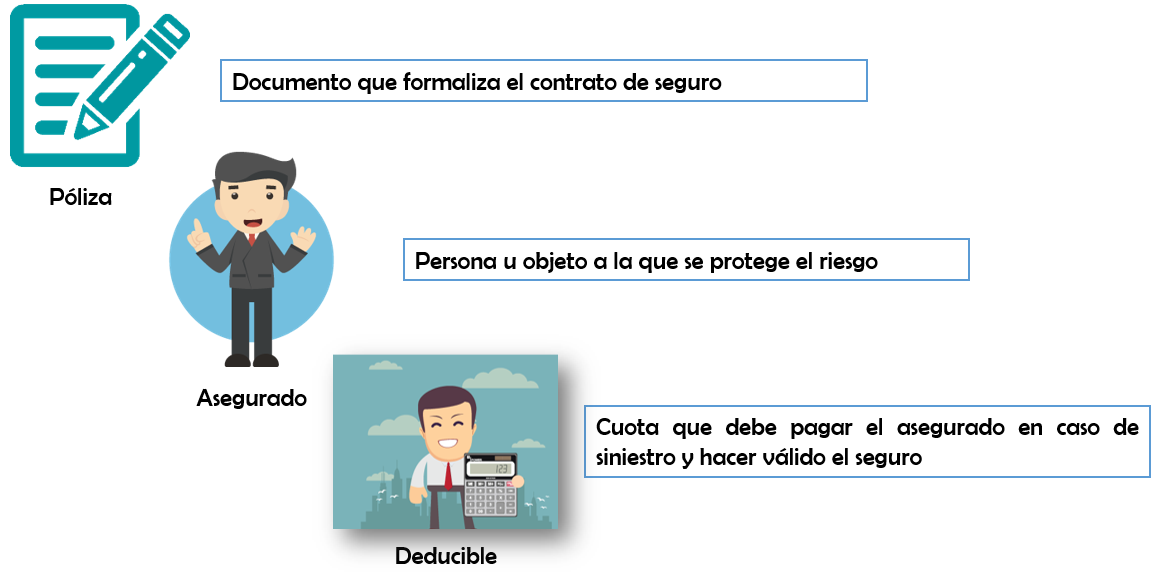 Documento que formaliza el contrato de seguro
Póliza
Persona u objeto a la que se protege el riesgo
Asegurado
Cuota que debe pagar el asegurado en caso de
siniestro y hacer válido el seguro
123
Deducible